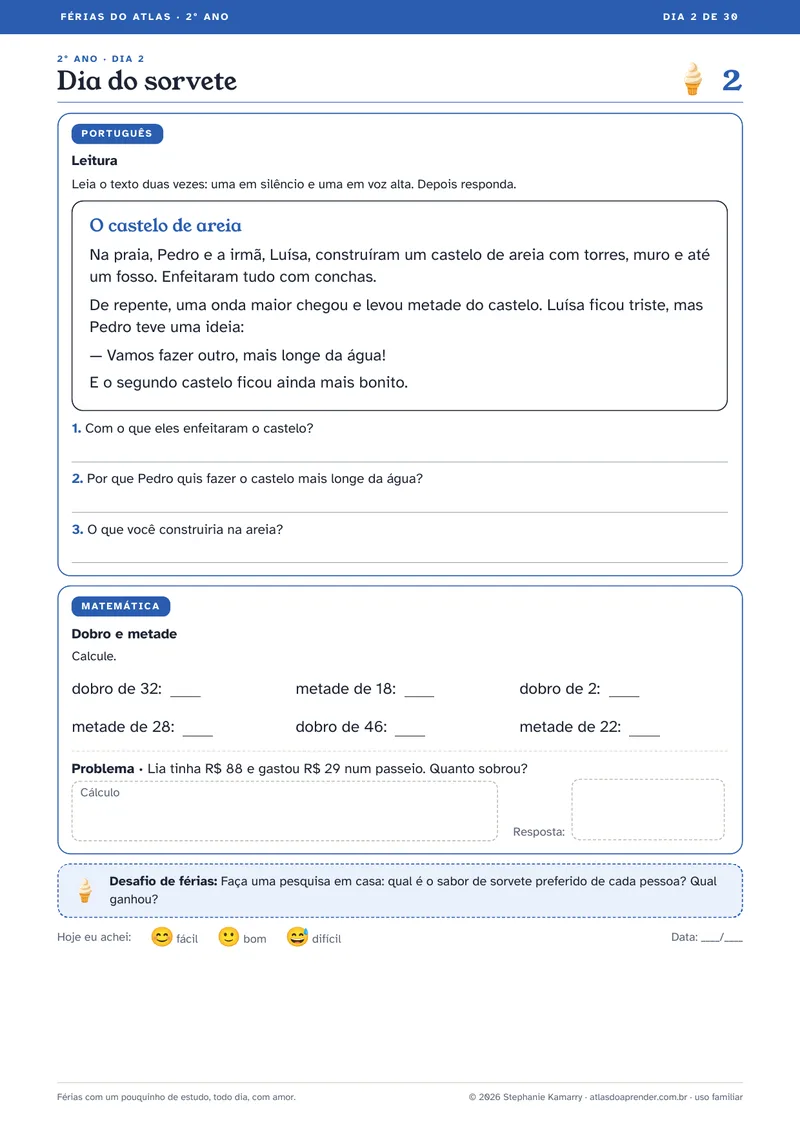 FÉRIAS DO ATLAS · 2º ANO
DIA 2 DE 30
2º ANO · DIA 2
Dia do sorvete
2
PORTUGUÊS
Leitura
Leia o texto duas vezes: uma em silêncio e uma em voz alta. Depois responda.
O castelo de areia
Na praia, Pedro e a irmã, Luísa, construíram um castelo de areia com torres, muro e até
um fosso. Enfeitaram tudo com conchas.
De repente, uma onda maior chegou e levou metade do castelo. Luísa ficou triste, mas
Pedro teve uma ideia:
— Vamos fazer outro, mais longe da água!
E o segundo castelo ficou ainda mais bonito.
1. Com o que eles enfeitaram o castelo?
2. Por que Pedro quis fazer o castelo mais longe da água?
3. O que você construiria na areia?
MATEMÁTICA
Dobro e metade
Calcule.
dobro de 32: ____ metade de 18: ____ dobro de 2: ____
metade de 28: ____ dobro de 46: ____ metade de 22: ____
Problema · Lia tinha R$ 88 e gastou R$ 29 num passeio. Quanto sobrou?
Cálculo
Resposta:
Desafio de férias: Faça uma pesquisa em casa: qual é o sabor de sorvete preferido de cada pessoa? Qual
ganhou?
Hoje eu achei: 😊 fácil 🙂 bom 😅 difícil Data: ___/___
Férias com um pouquinho de estudo, todo dia, com amor.
© 2026 Stephanie Kamarry · atlasdoaprender.com.br · uso familiar